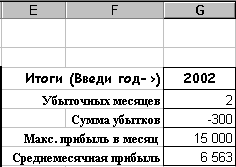 E F G
Итоги (Введи год->) 2002
Убыточных месяцев 2
Сумма убытков -300
Макс. прибыль в месяц 15 000
Среднемесячная прибыль 6 563